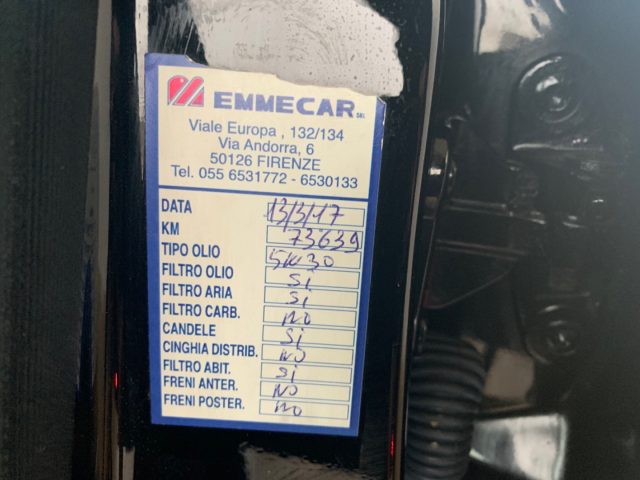 EMMECAR SRL
Viale Europa , 132/134
Via Andorra, 6
50126 FIRENZE
Tel. 055 6531772 - 6530133
DATA 13/3/17
KM 73639
TIPO OLIO 5W30
FILTRO OLIO Si
FILTRO ARIA Si
FILTRO CARB. NO
CANDELE Si
CINGHIA DISTRIB. NO
FILTRO ABIT. Si
FRENI ANTER. NO
FRENI POSTER. NO